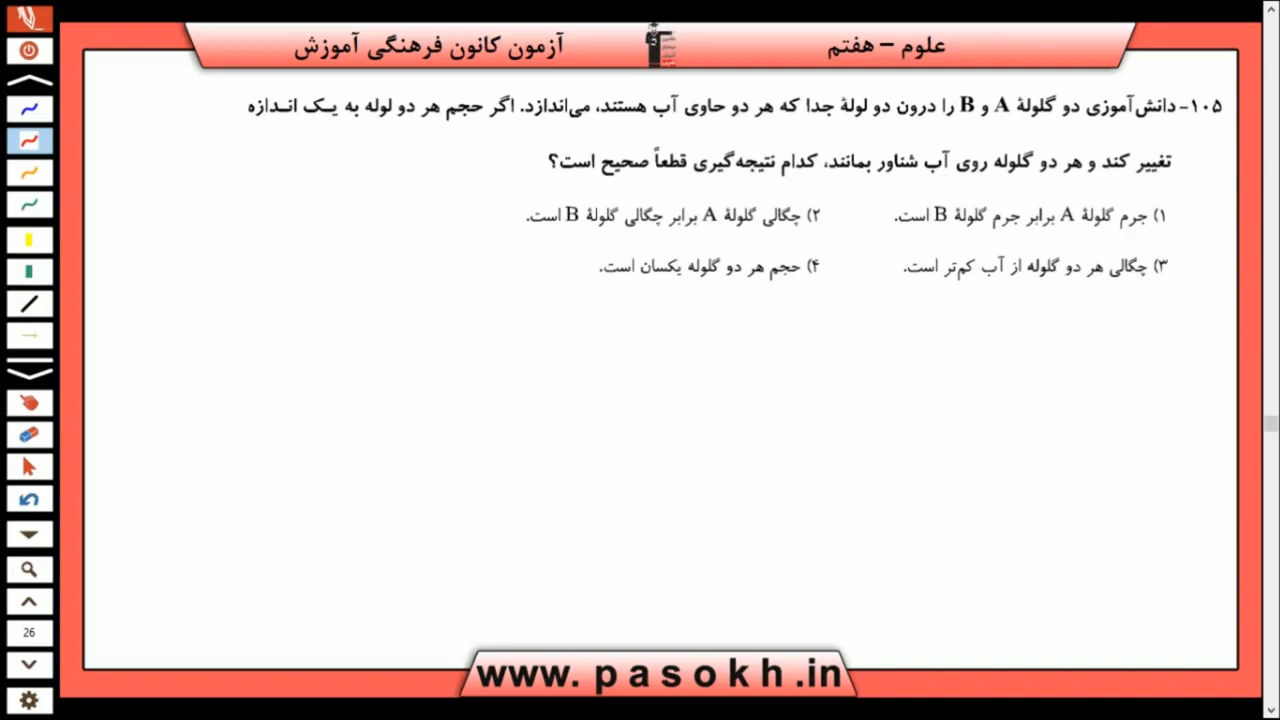 علوم – هفتم
آزمون کانون فرهنگی آموزش
۱۰۵- دانش‌آموزی دو گلولهٔ A و B را درون دو لولهٔ جدا که هر دو حاوی آب هستند، می‌اندازد. اگر حجم هر دو لوله به یک اندازه
تغییر کند و هر دو گلوله روی آب شناور بمانند، کدام نتیجه‌گیری قطعاً صحیح است؟
۱) جرم گلولهٔ A برابر جرم گلولهٔ B است.
۲) چگالی گلولهٔ A برابر چگالی گلولهٔ B است.
۳) چگالی هر دو گلوله از آب کم‌تر است.
۴) حجم هر دو گلوله یکسان است.
26
www. p a s o k h .in